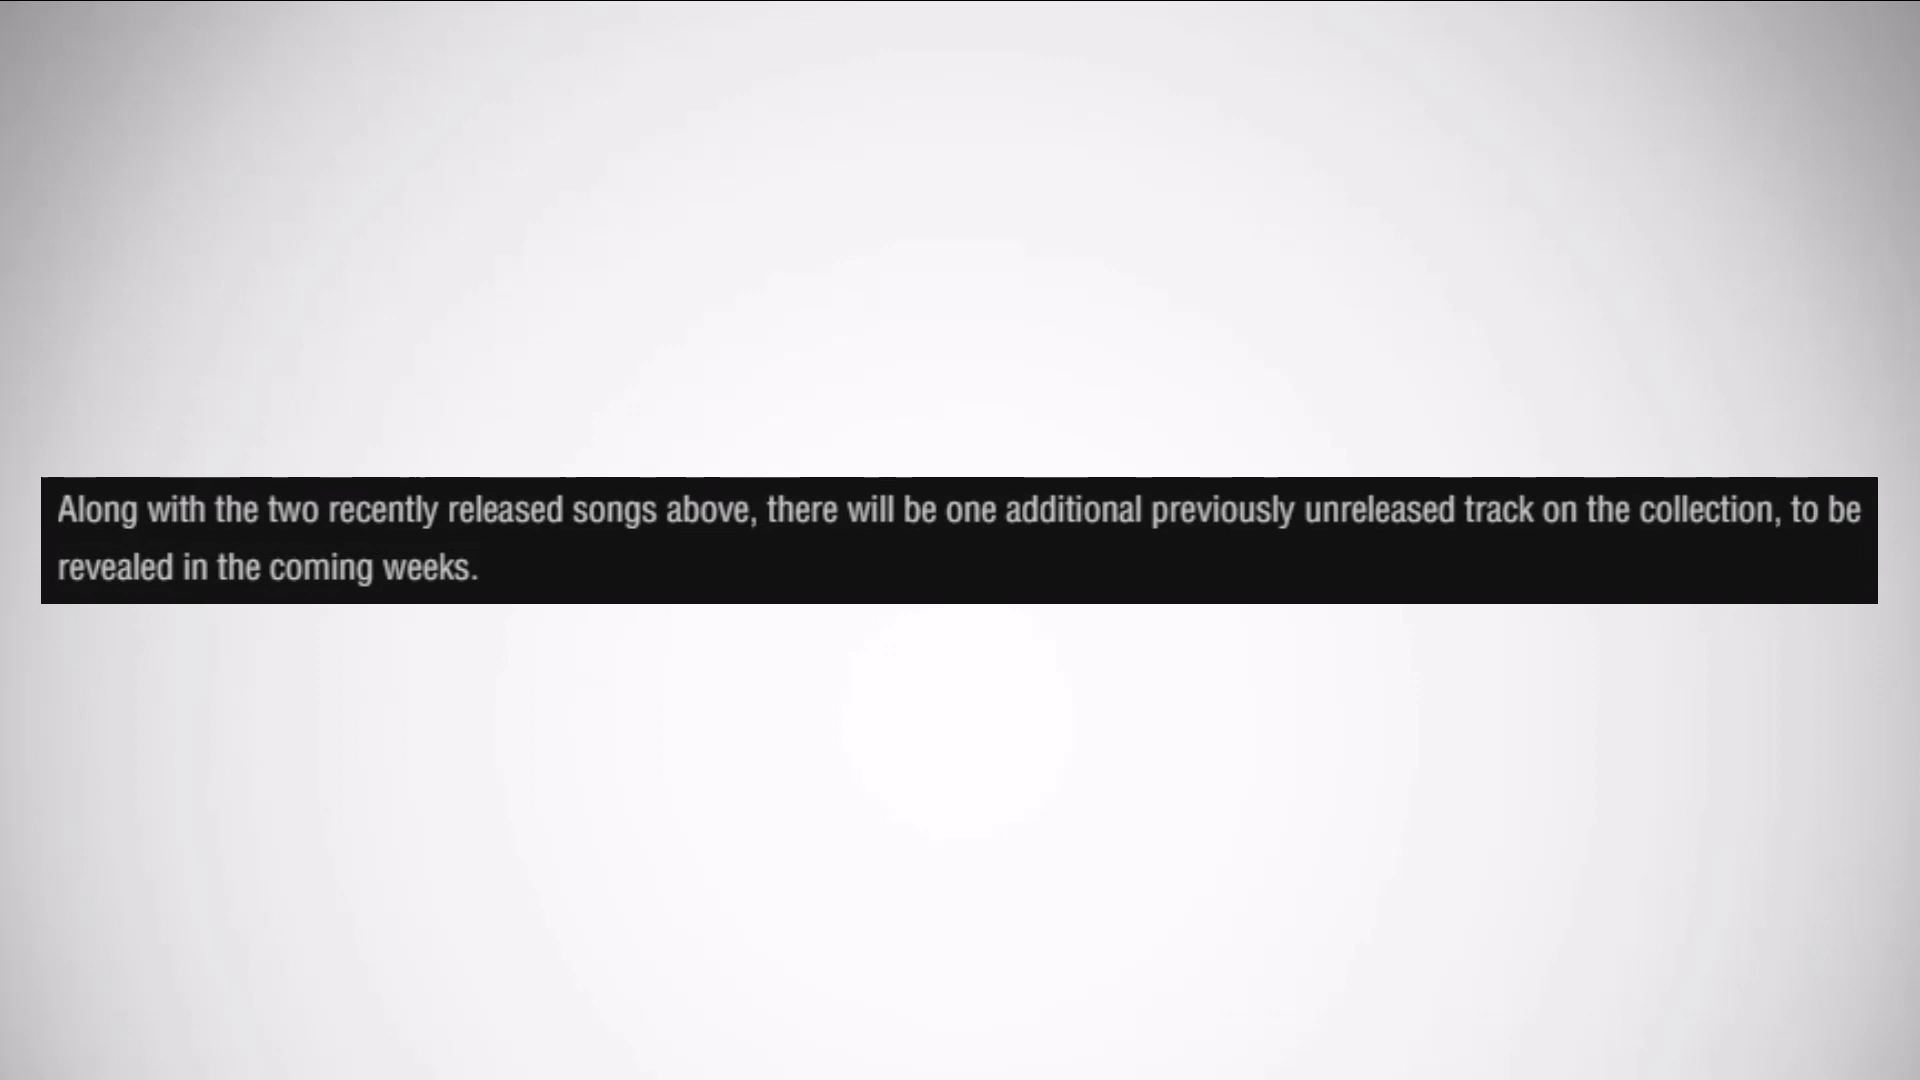 Along with the two recently released songs above, there will be one additional previously unreleased track on the collection, to be
revealed in the coming weeks.